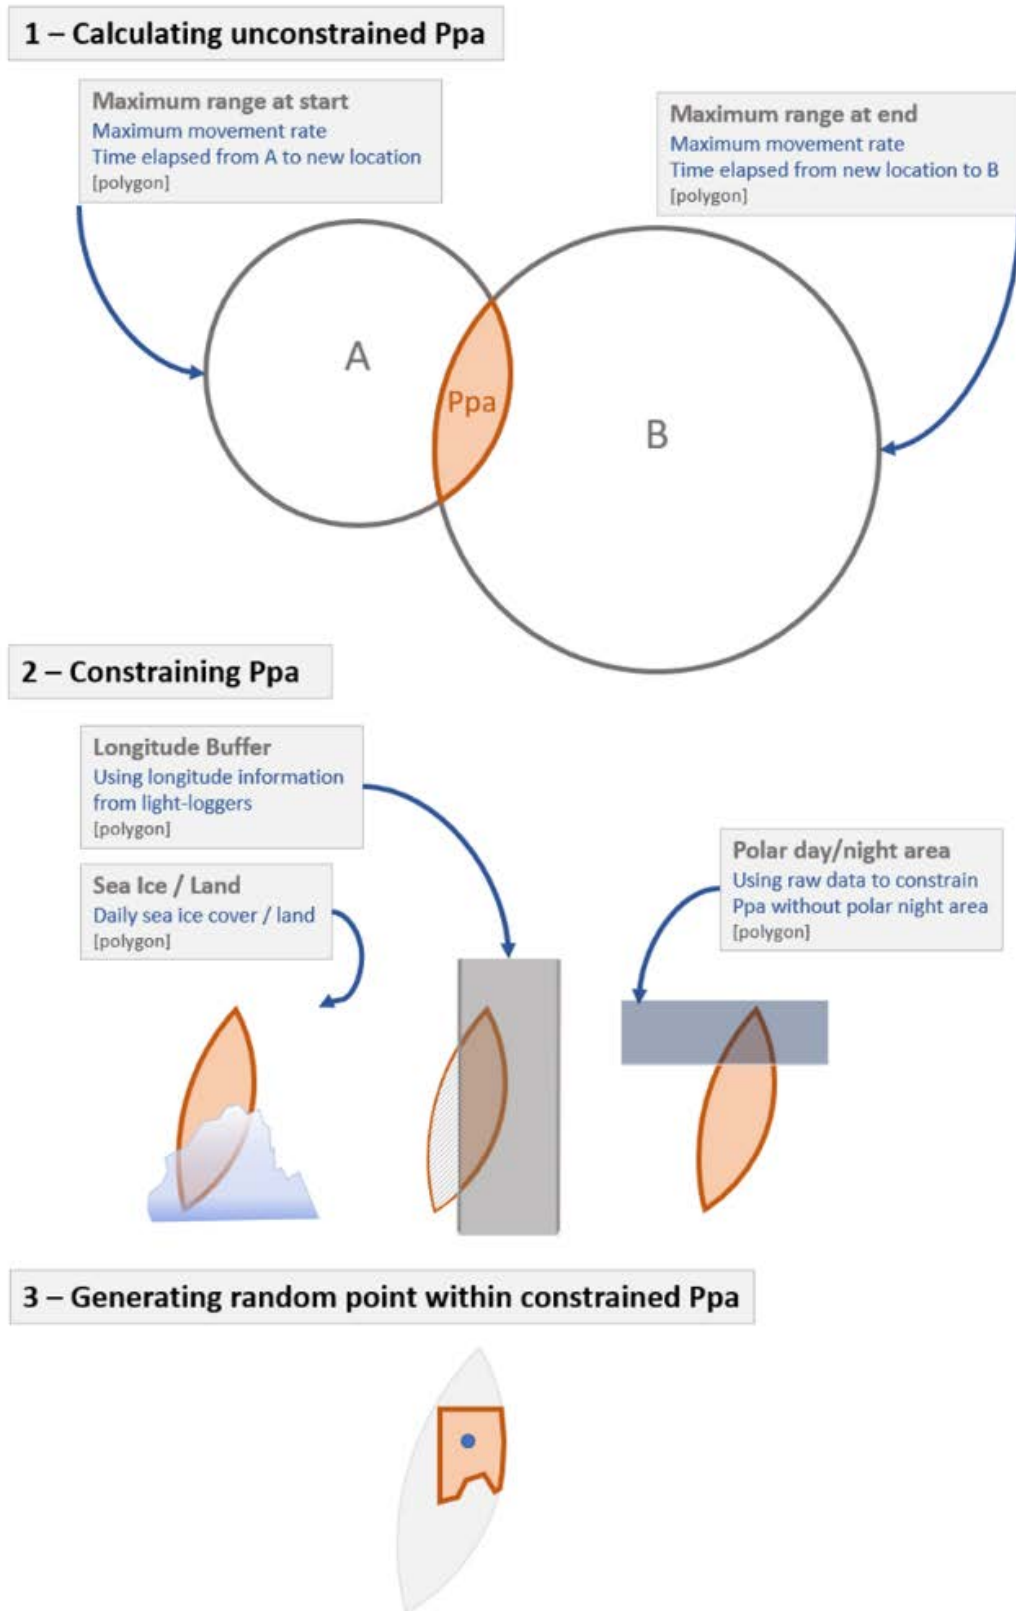 1 – Calculating unconstrained Ppa
Maximum range at start
Maximum movement rate
Time elapsed from A to new location
[polygon]
Maximum range at end
Maximum movement rate
Time elapsed from new location to B
[polygon]
A
Ppa
B
2 – Constraining Ppa
Longitude Buffer
Using longitude information
from light-loggers
[polygon]
Sea Ice / Land
Daily sea ice cover / land
[polygon]
Polar day/night area
Using raw data to constrain
Ppa without polar night area
[polygon]
3 – Generating random point within constrained Ppa